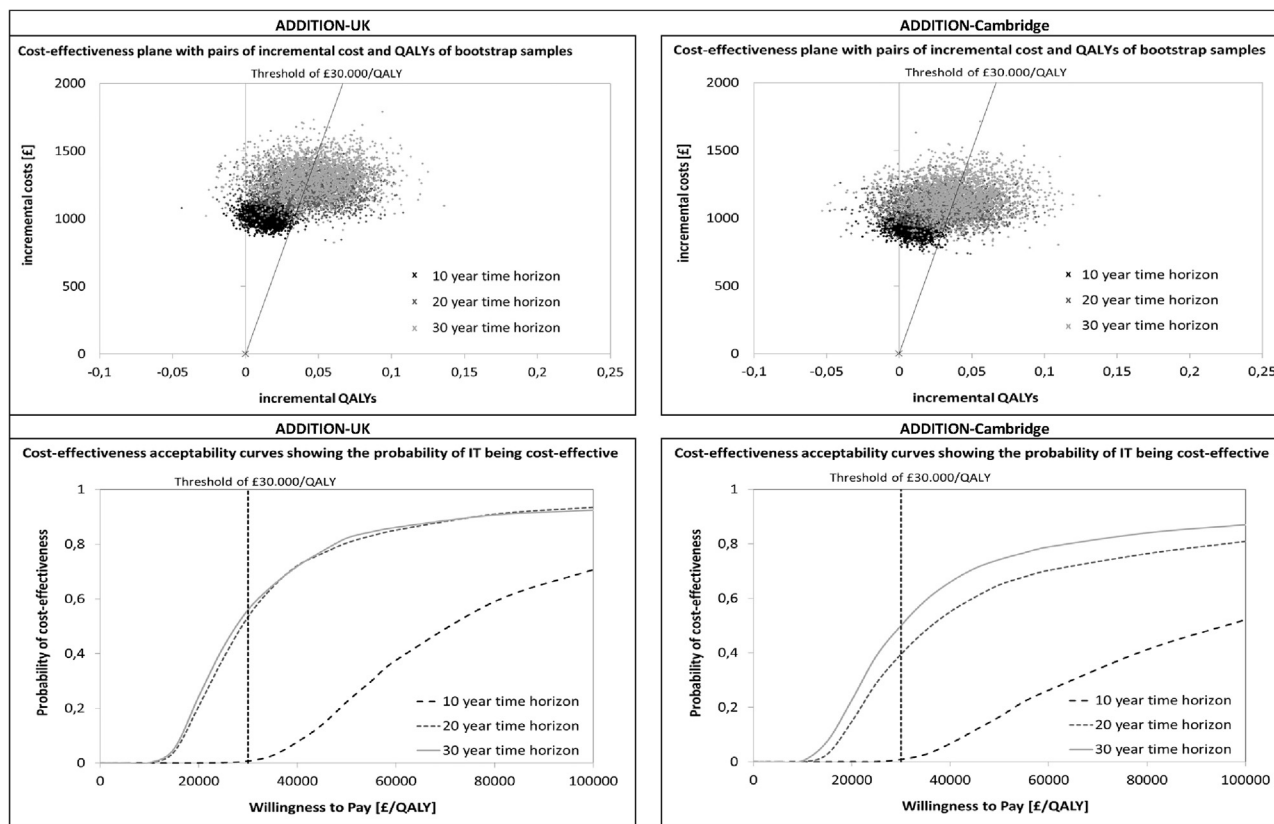 ADDITION-UK
Cost-effectiveness plane with pairs of incremental cost and QALYs of bootstrap samples
Threshold of £30.000/QALY
2000
1500
1000
500
0
incremental costs [£]
-0,1
-0,05
0
0,05
0,1
0,15
0,2
0,25
incremental QALYs
10 year time horizon
20 year time horizon
30 year time horizon
ADDITION-Cambridge
Cost-effectiveness plane with pairs of incremental cost and QALYs of bootstrap samples
Threshold of £30.000/QALY
2000
1500
1000
500
0
incremental costs [£]
-0,1
-0,05
0
0,05
0,1
0,15
0,2
0,25
incremental QALYs
10 year time horizon
20 year time horizon
30 year time horizon
ADDITION-UK
Cost-effectiveness acceptability curves showing the probability of IT being cost-effective
Threshold of £30.000/QALY
1
0,8
0,6
0,4
0,2
0
Probability of cost-effectiveness
0
20000
40000
60000
80000
100000
Willingness to Pay [£/QALY]
10 year time horizon
20 year time horizon
30 year time horizon
ADDITION-Cambridge
Cost-effectiveness acceptability curves showing the probability of IT being cost-effective
Threshold of £30.000/QALY
1
0,8
0,6
0,4
0,2
0
Probability of cost-effectiveness
0
20000
40000
60000
80000
100000
Willingness to Pay [£/QALY]
10 year time horizon
20 year time horizon
30 year time horizon